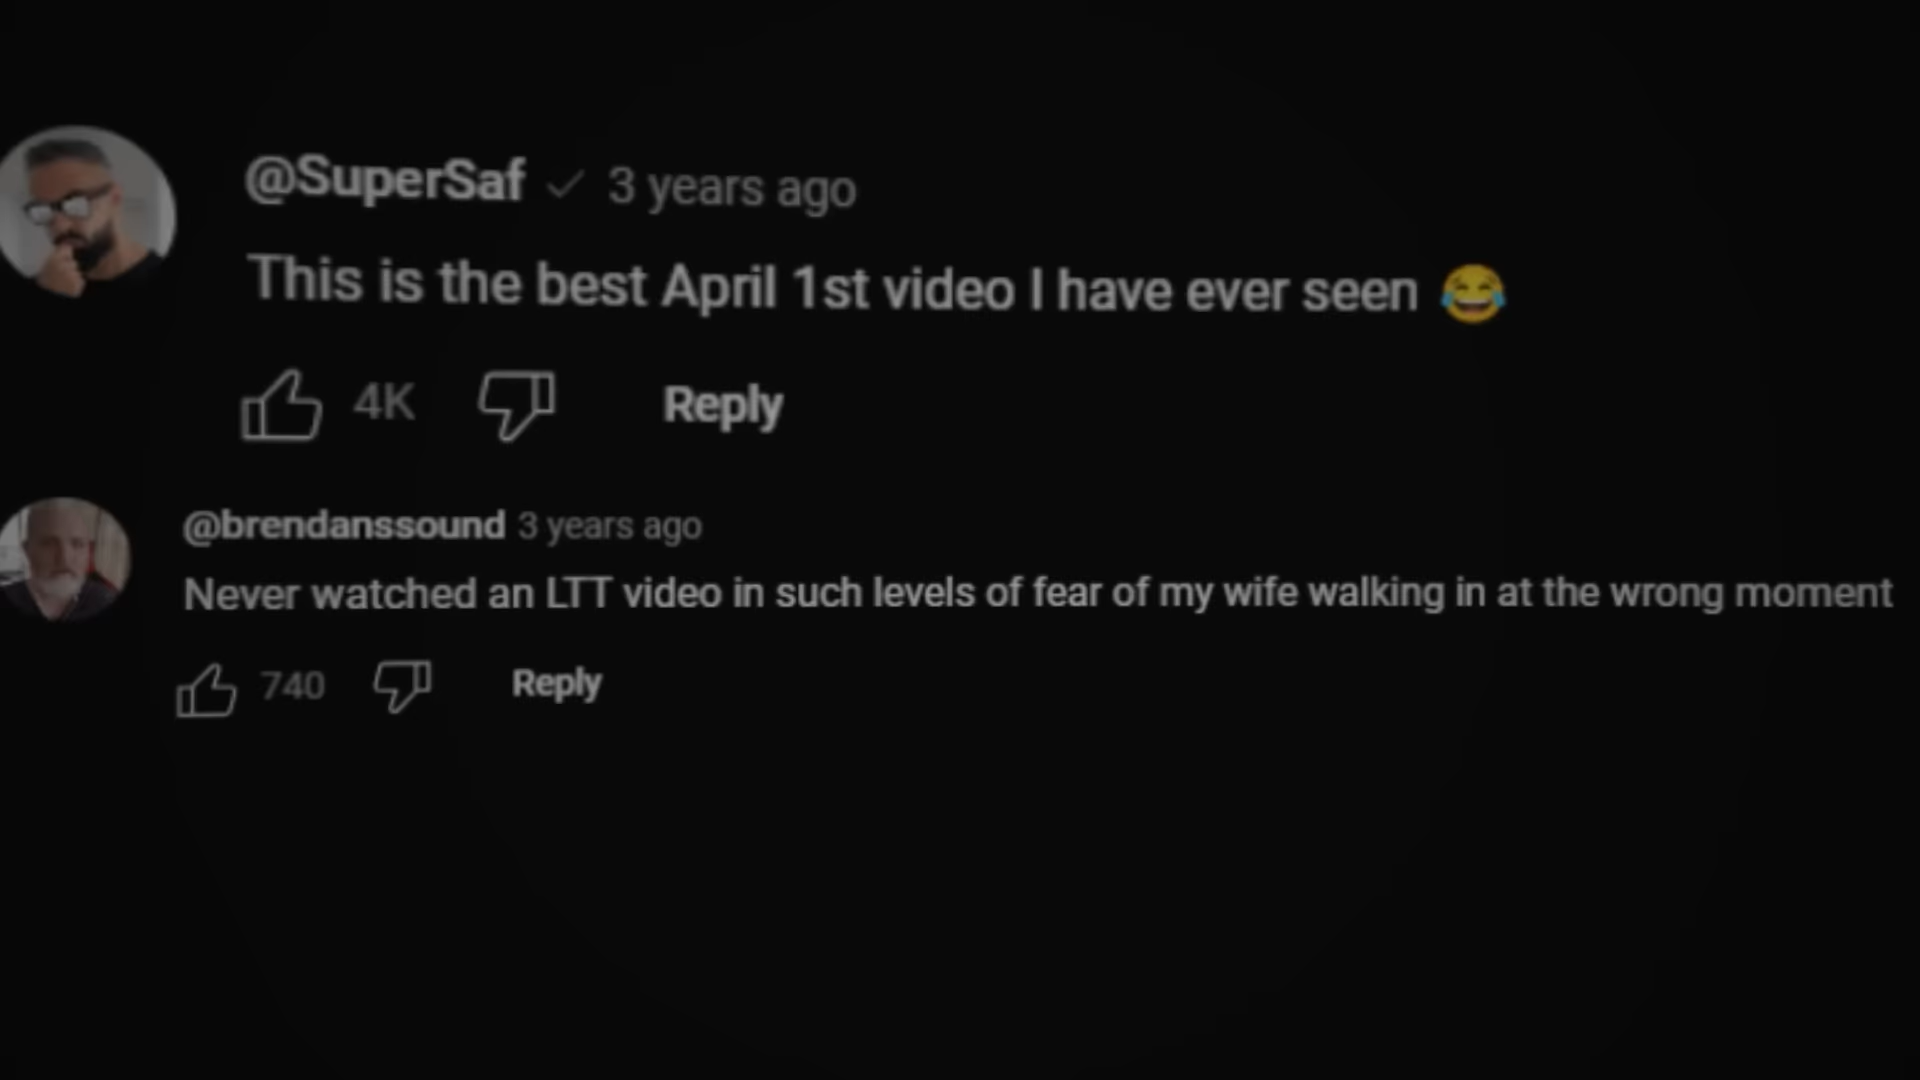 @SuperSaf 3 years ago
This is the best April 1st video I have ever seen 😂
4K Reply
@brendanssound 3 years ago
Never watched an LTT video in such levels of fear of my wife walking in at the wrong moment
740 Reply